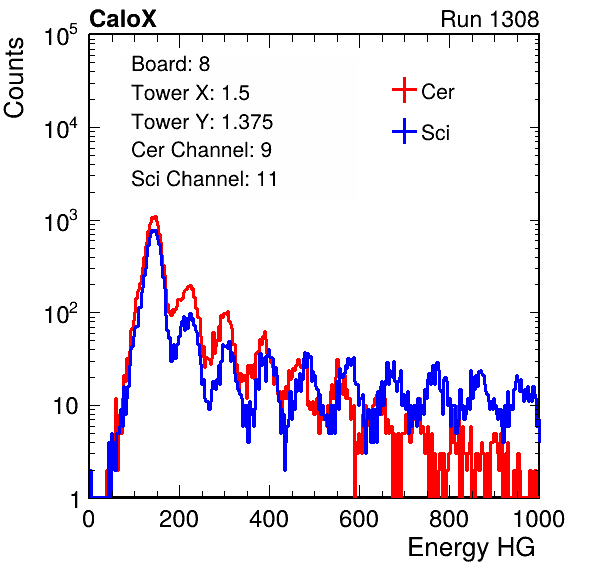 CaloX Run 1308
Counts
10^5
10^4
10^3
10^2
10
1
Board: 8
Tower X: 1.5
Tower Y: 1.375
Cer Channel: 9
Sci Channel: 11
Cer
Sci
0 200 400 600 800 1000
Energy HG